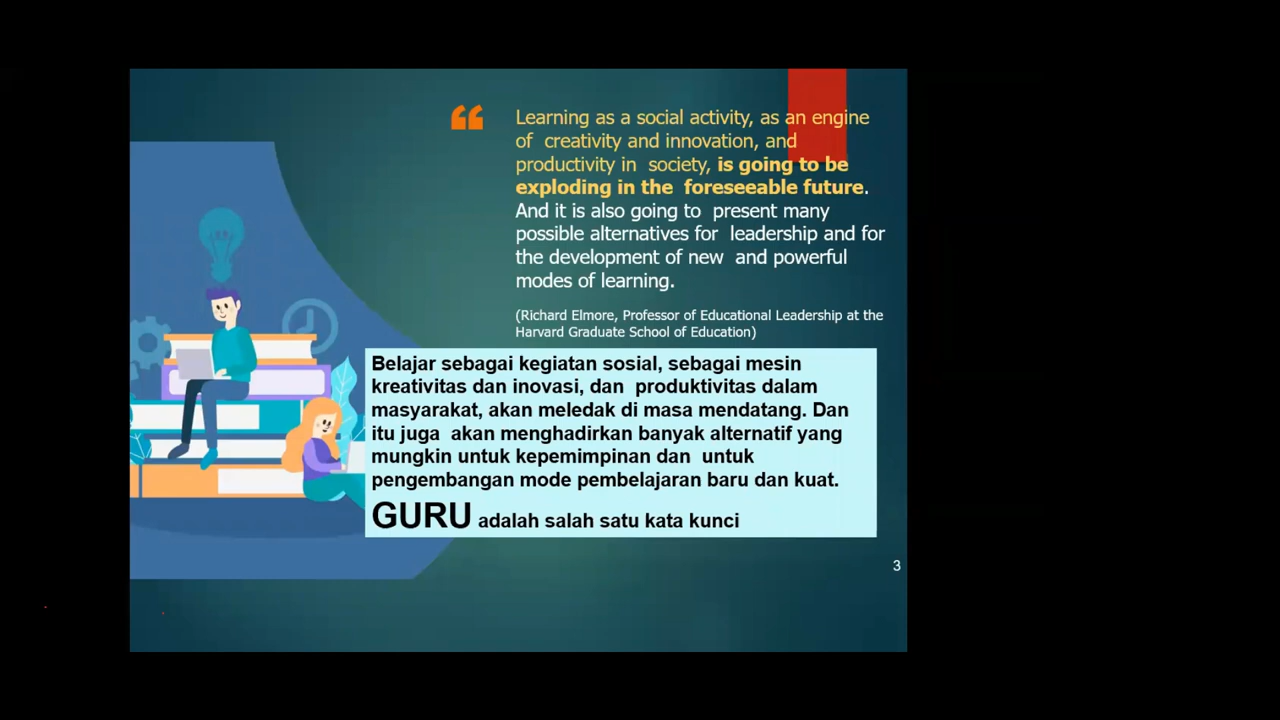 Learning as a social activity, as an engine
of creativity and innovation, and
productivity in society, is going to be
exploding in the foreseeable future.
And it is also going to present many
possible alternatives for leadership and for
the development of new and powerful
modes of learning.
(Richard Elmore, Professor of Educational Leadership at the
Harvard Graduate School of Education)
Belajar sebagai kegiatan sosial, sebagai mesin
kreativitas dan inovasi, dan produktivitas dalam
masyarakat, akan meledak di masa mendatang. Dan
itu juga akan menghadirkan banyak alternatif yang
mungkin untuk kepemimpinan dan untuk
pengembangan mode pembelajaran baru dan kuat.
GURU adalah salah satu kata kunci
3